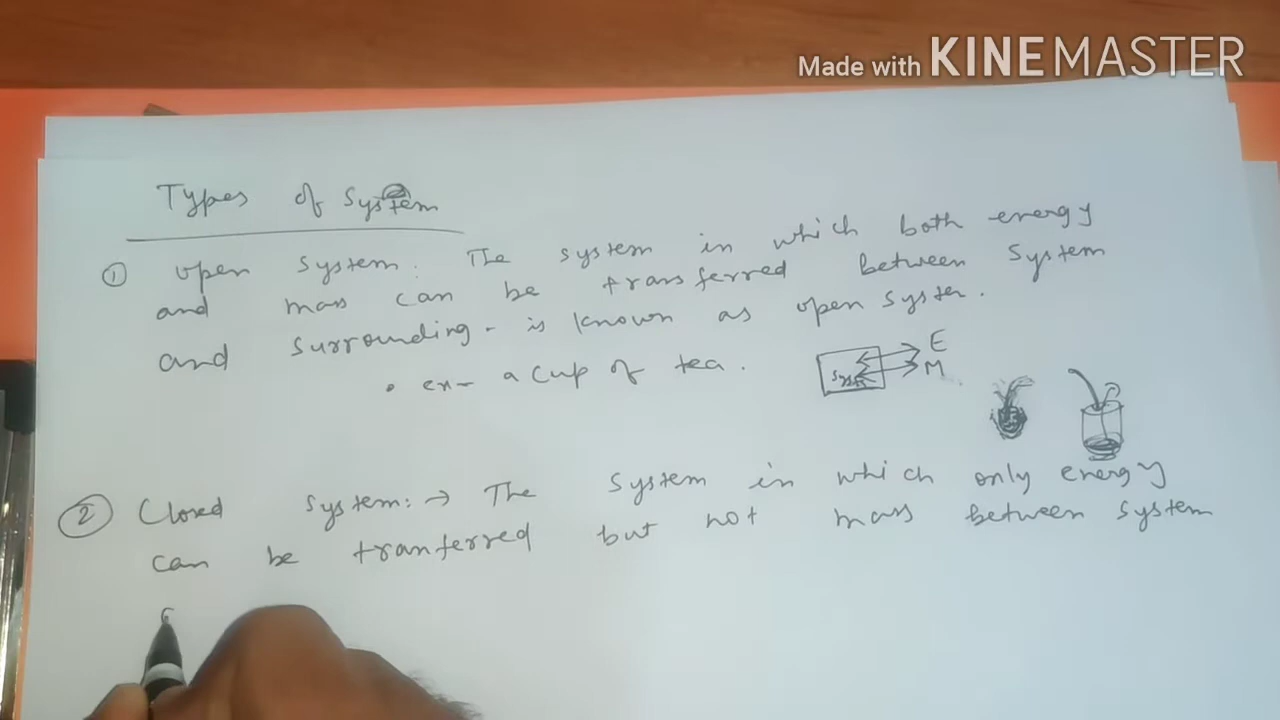 Made with KINEMASTER
Types of System
① open system: The system in which both energy
and mass can be transferred between system
and surrounding - is known as open system.
• ex- a cup of tea.
E
M
② Closed system: → The system in which only energy
can be tranferred but not mass between system